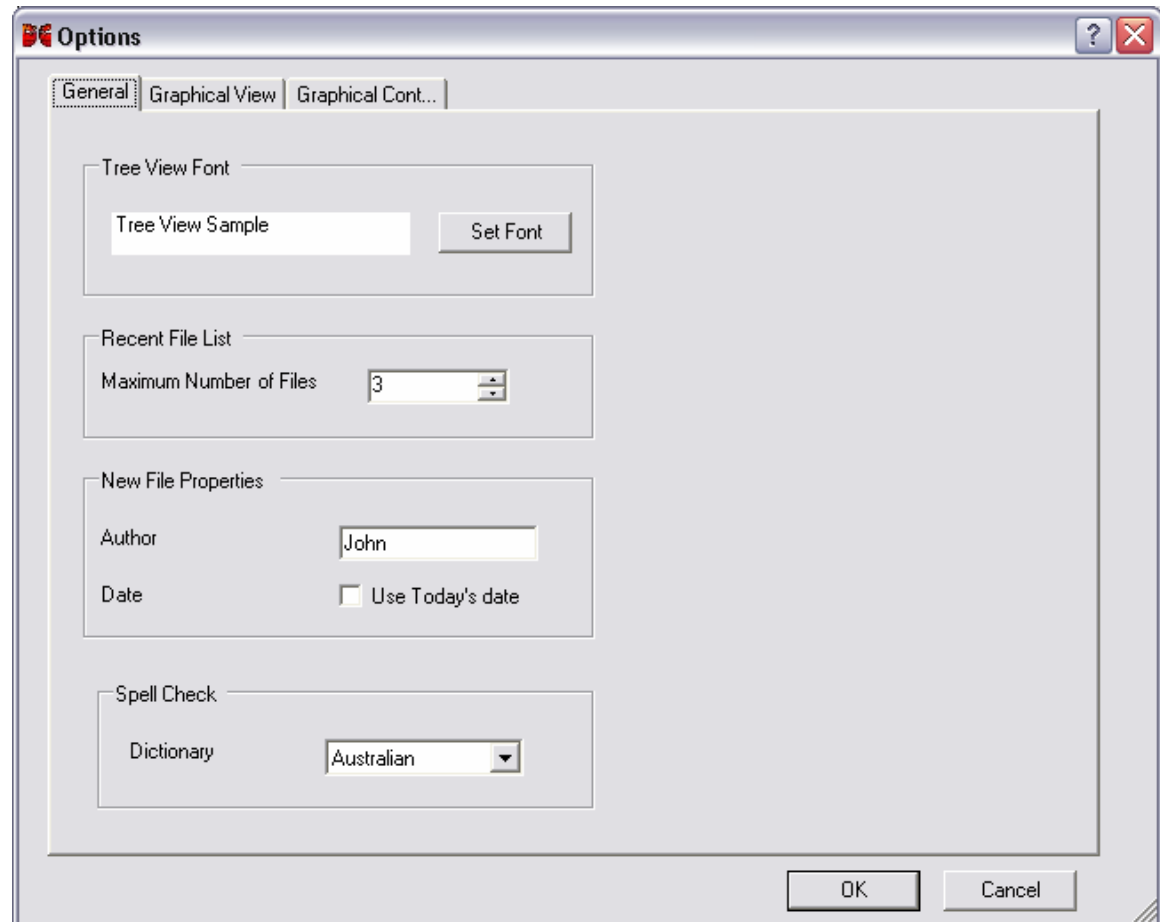 Options
General Graphical View Graphical Cont...
Tree View Font
Tree View Sample Set Font
Recent File List
Maximum Number of Files 3
New File Properties
Author John
Date Use Today's date
Spell Check
Dictionary Australian
OK Cancel